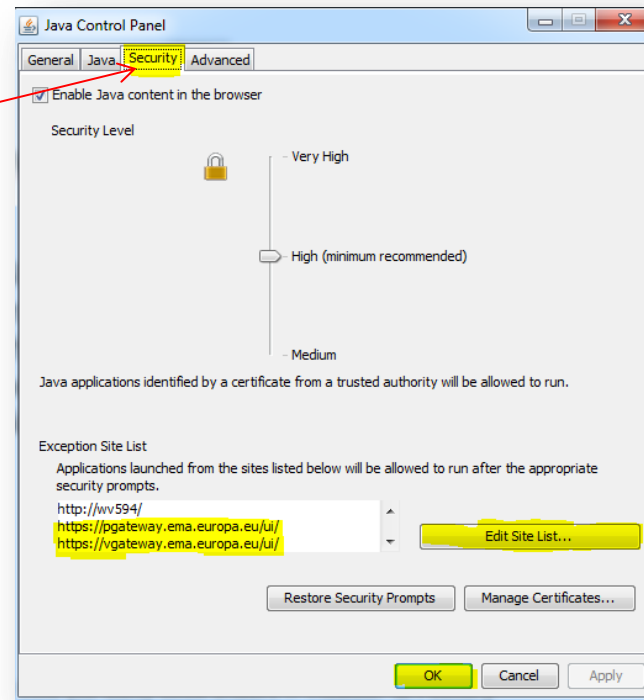 Java Control Panel
General Java Security Advanced
Enable Java content in the browser
Security Level
Very High
High (minimum recommended)
Medium
Java applications identified by a certificate from a trusted authority will be allowed to run.
Exception Site List
Applications launched from the sites listed below will be allowed to run after the appropriate
security prompts.
http://wv594/
https://pgateway.ema.europa.eu/ui/
https://vgateway.ema.europa.eu/ui/
Edit Site List...
Restore Security Prompts Manage Certificates...
OK Cancel Apply